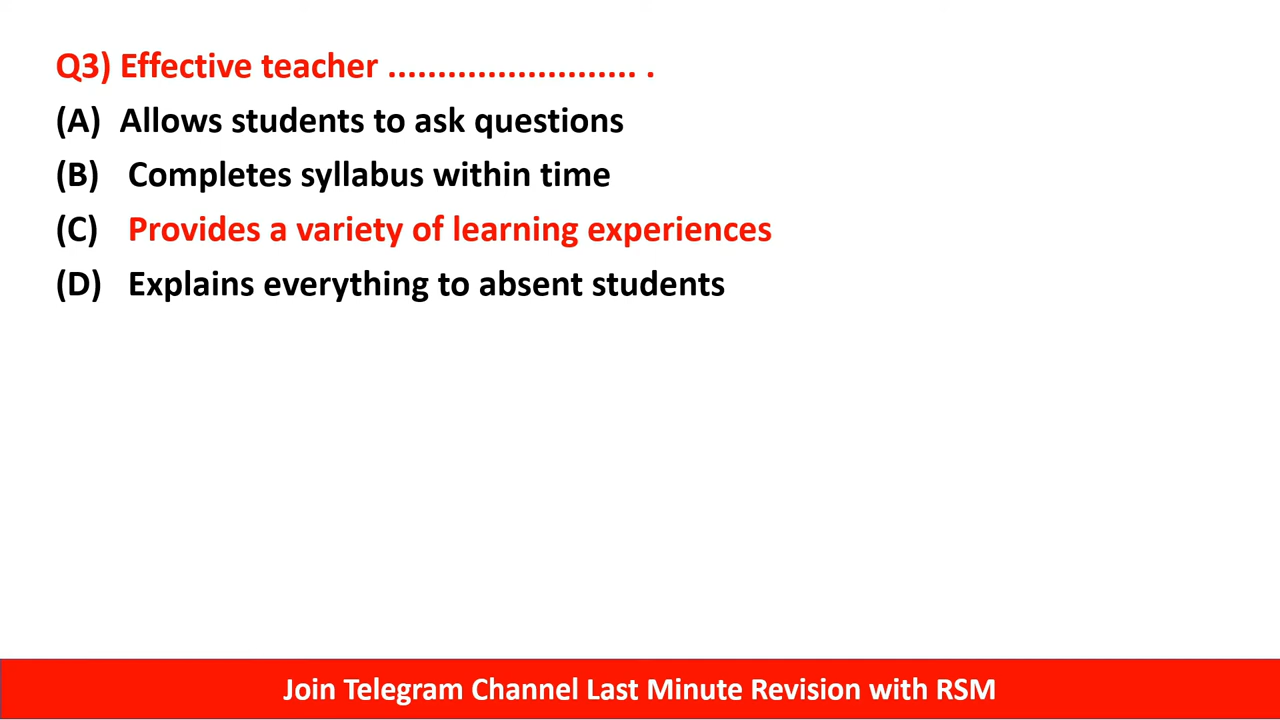 Q3) Effective teacher ......................... .
(A) Allows students to ask questions
(B) Completes syllabus within time
(C) Provides a variety of learning experiences
(D) Explains everything to absent students
Join Telegram Channel Last Minute Revision with RSM